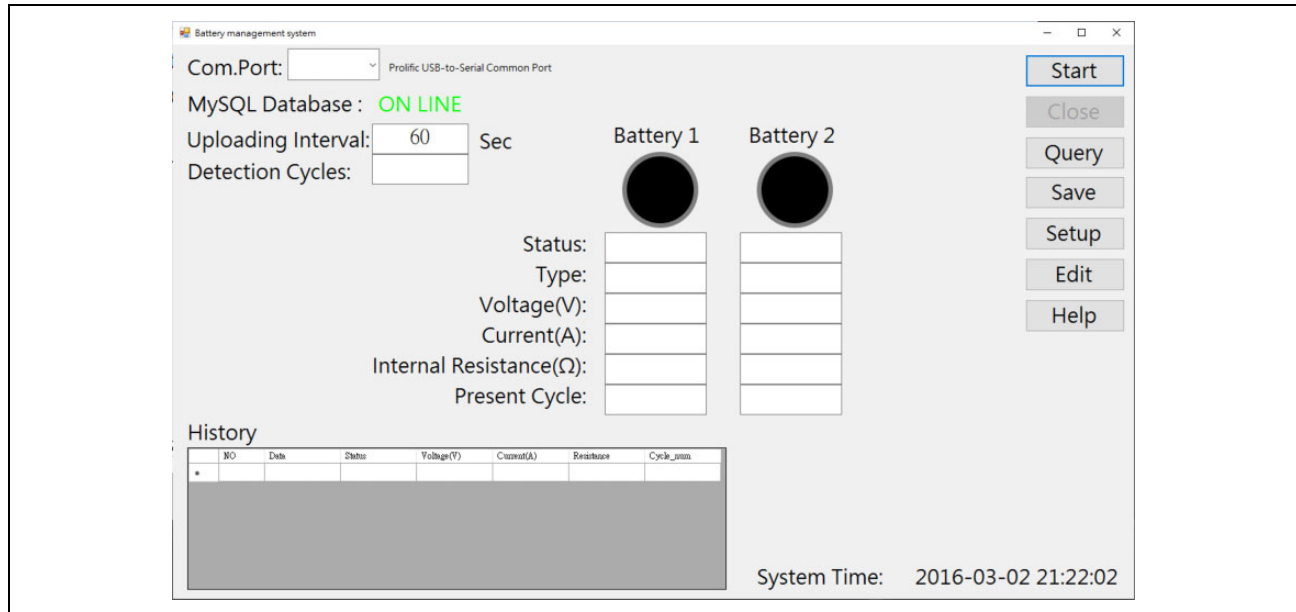 Battery management system
Com.Port: Prolific USB-to-Serial Common Port
Start
MySQL Database : ON LINE
Close
Uploading Interval: 60 Sec
Battery 1 Battery 2
Query
Detection Cycles:
Save
Status:
Setup
Type:
Edit
Voltage(V):
Help
Current(A):
Internal Resistance(Ω):
Present Cycle:
History
NO Data Status Voltage(V) Current(A) Resistance Cycle_num
System Time: 2016-03-02 21:22:02